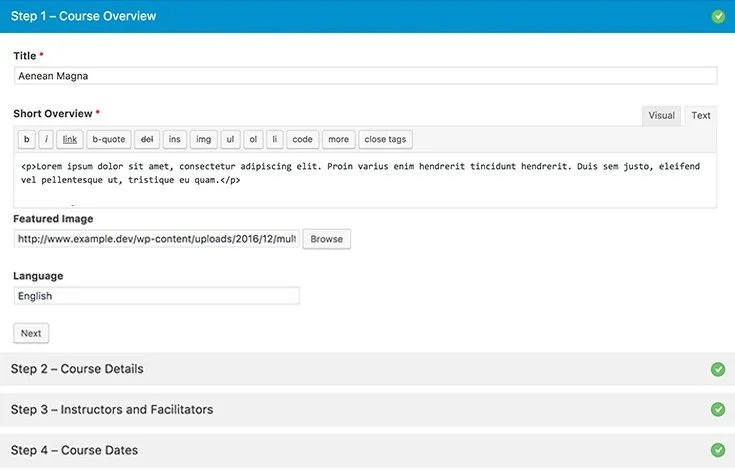 Step 1 – Course Overview
Title *
Aenean Magna
Short Overview *
Visual Text
b i link b-quote del ins img ul ol li code more close tags
<p>Lorem ipsum dolor sit amet, consectetur adipiscing elit. Proin varius enim hendrerit tincidunt hendrerit. Duis sem justo, eleifend
vel pellentesque ut, tristique eu quam.</p>
Featured Image
http://www.example.dev/wp-content/uploads/2016/12/mult Browse
Language
English
Next
Step 2 – Course Details
Step 3 – Instructors and Facilitators
Step 4 – Course Dates